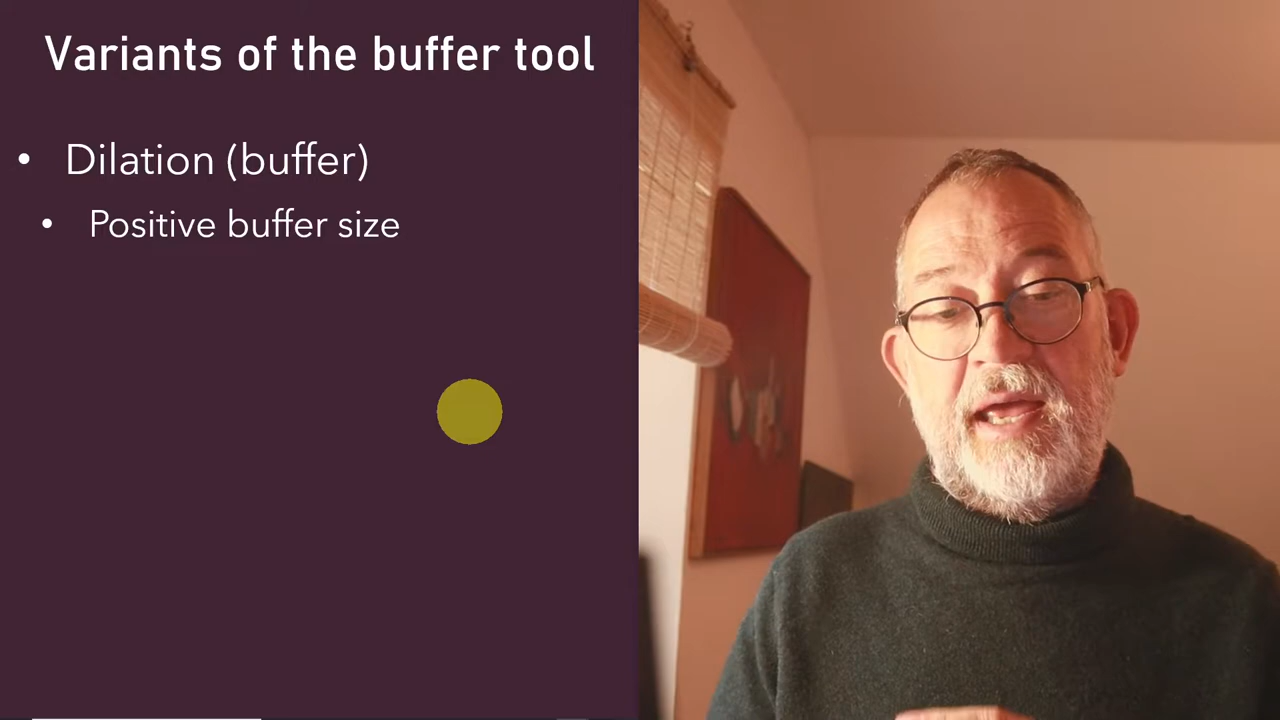 Variants of the buffer tool
• Dilation (buffer)
• Positive buffer size